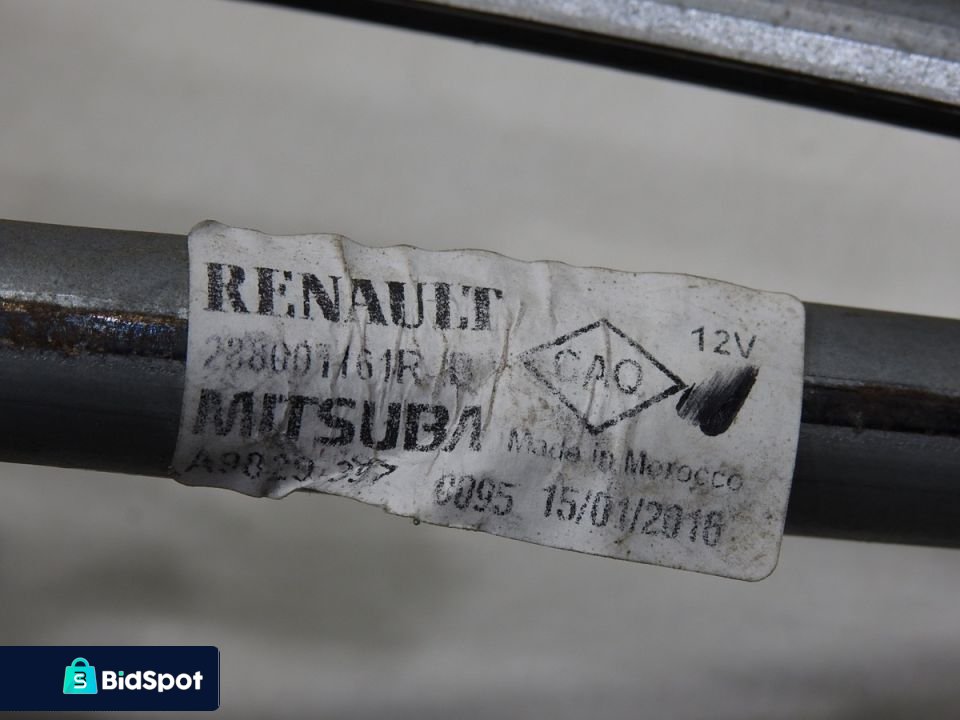 RENAULT
CAO
12V
MITSUBA
Made in Morocco
0095 15/01/2016
BidSpot